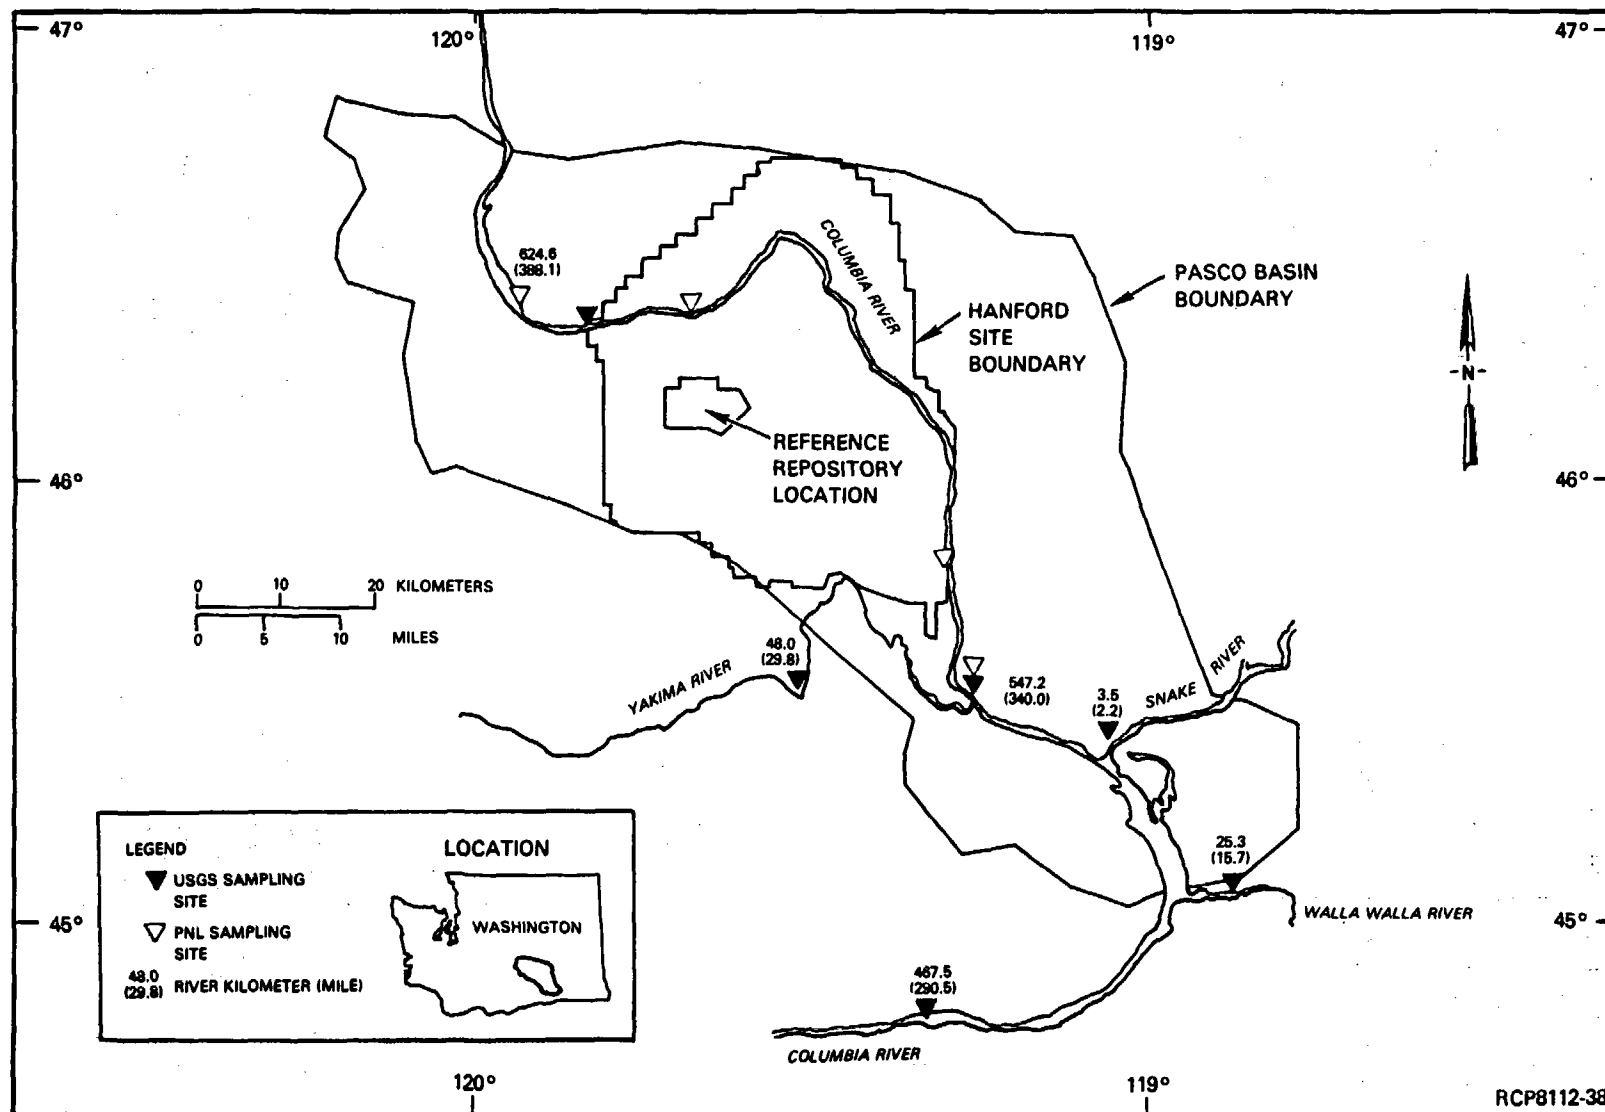 47°
120°
119°
47°
624.6
(388.1)
COLUMBIA RIVER
HANFORD
SITE
BOUNDARY
PASCO BASIN
BOUNDARY
-N-
REFERENCE
REPOSITORY
LOCATION
46°
46°
0 10 20 KILOMETERS
0 5 10 MILES
48.0
(29.8)
YAKIMA RIVER
547.2
(340.0)
3.5
(2.2)
SNAKE RIVER
25.3
(15.7)
WALLA WALLA RIVER
45°
45°
467.5
(290.5)
COLUMBIA RIVER
LEGEND
USGS SAMPLING
SITE
PNL SAMPLING
SITE
48.0
(29.8) RIVER KILOMETER (MILE)
LOCATION
WASHINGTON
120°
119°
RCP8112-38